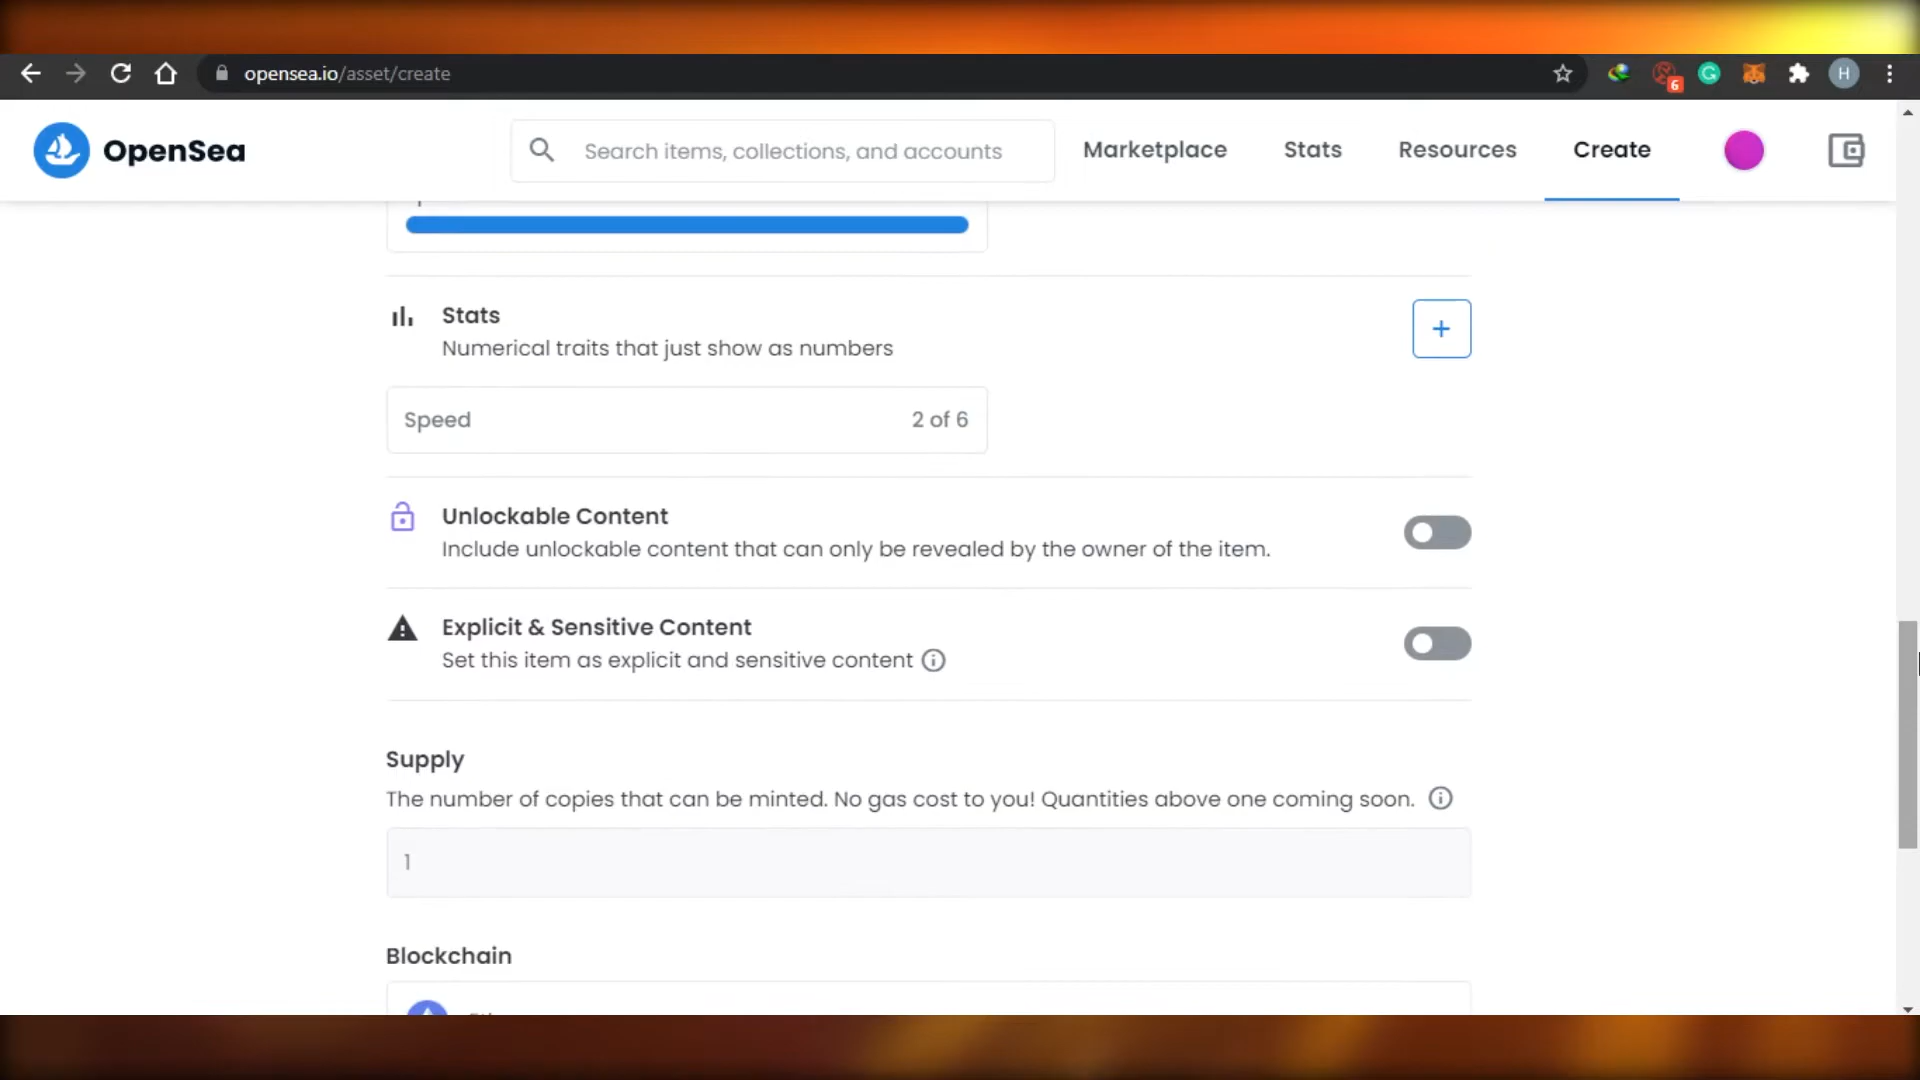 opensea.io/asset/create
6
H
OpenSea
Search items, collections, and accounts
Marketplace
Stats
Resources
Create
Stats
Numerical traits that just show as numbers
+
Speed
2 of 6
Unlockable Content
Include unlockable content that can only be revealed by the owner of the item.
Explicit & Sensitive Content
Set this item as explicit and sensitive content
Supply
The number of copies that can be minted. No gas cost to you! Quantities above one coming soon.
1
Blockchain